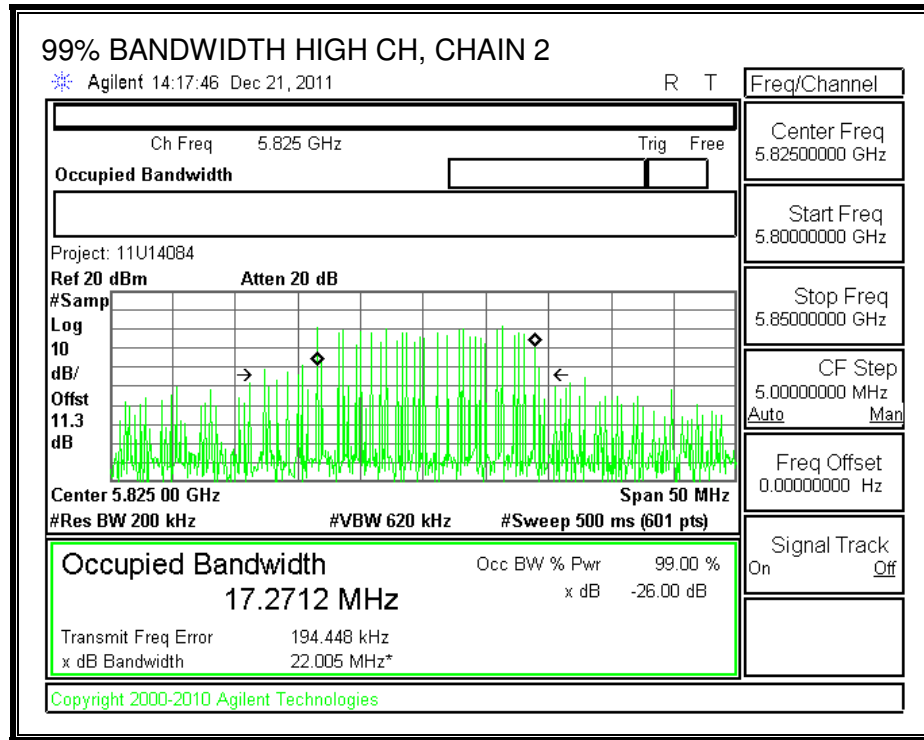 99% BANDWIDTH HIGH CH, CHAIN 2
Agilent 14:17:46 Dec 21, 2011 R T
Freq/Channel
Ch Freq 5.825 GHz Trig Free
Occupied Bandwidth
Center Freq
5.82500000 GHz
Start Freq
5.80000000 GHz
Stop Freq
5.85000000 GHz
CF Step
5.00000000 MHz
Auto Man
Freq Offset
0.00000000 Hz
Signal Track
On Off
Project: 11U14084
Ref 20 dBm Atten 20 dB
#Samp
Log
10
dB/
Offst
11.3
dB
Center 5.825 00 GHz Span 50 MHz
#Res BW 200 kHz #VBW 620 kHz #Sweep 500 ms (601 pts)
Occupied Bandwidth
17.2712 MHz
Occ BW % Pwr 99.00 %
x dB -26.00 dB
Transmit Freq Error 194.448 kHz
x dB Bandwidth 22.005 MHz*
Copyright 2000-2010 Agilent Technologies